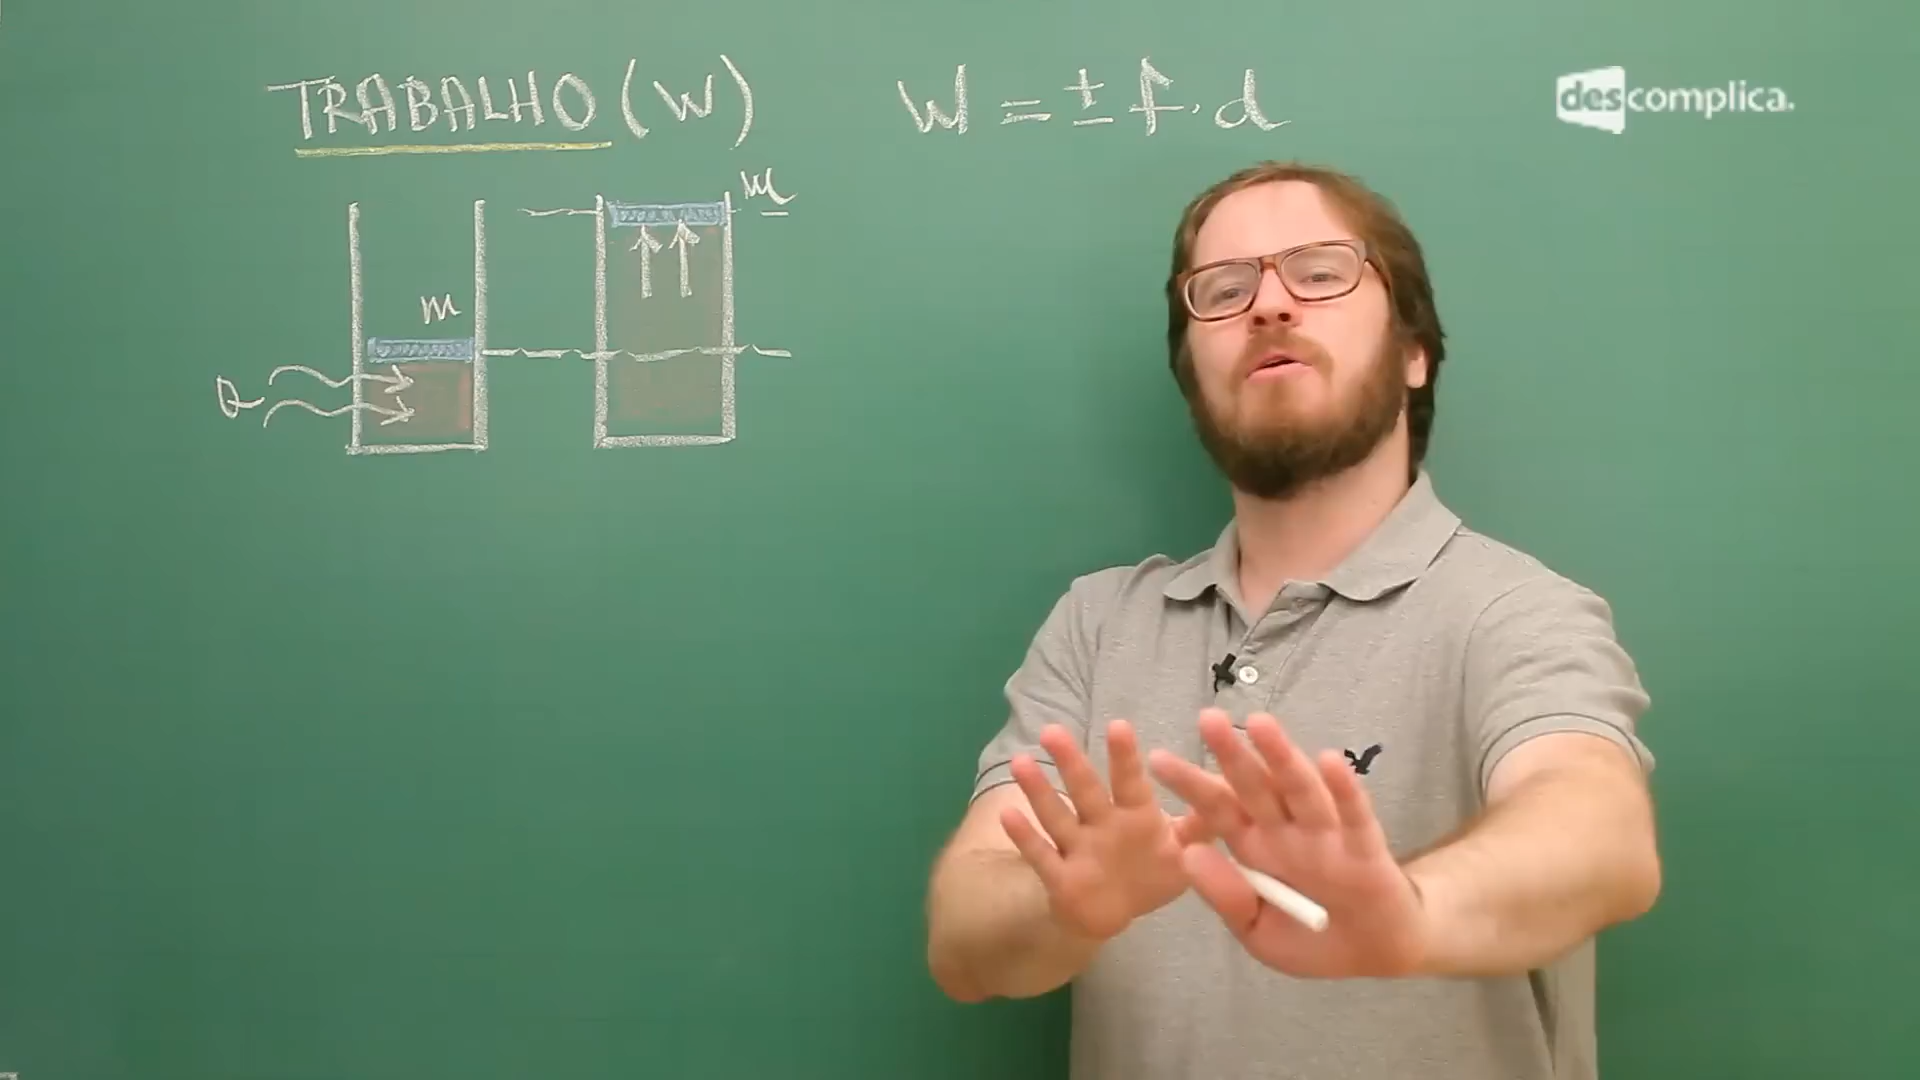 TRABALHO (W)
W = ± f . d
descomplica.
m
m
Q